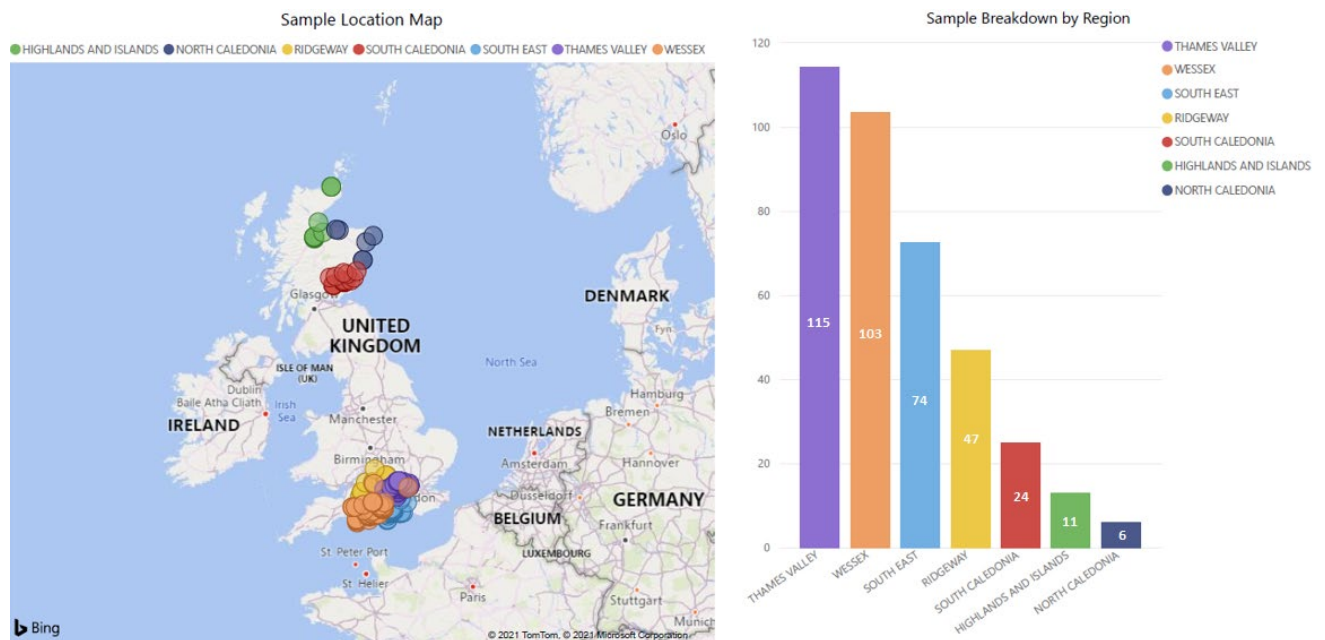 Sample Location Map
HIGHLANDS AND ISLANDS NORTH CALEDONIA RIDGEWAY SOUTH CALEDONIA SOUTH EAST THAMES VALLEY WESSEX
Oslo
Glasgow
DENMARK
UNITED
KINGDOM
Fyn
North Sea
ISLE OF MAN
(UK)
Dublin
Baile Atha Cliath
Irish
Sea
IRELAND
Manchester
Hamburg
Bremen
NETHERLANDS
Amsterdam
Hannover
Birmingham
Düsseldorf
GERMANY
BELGIUM
Frankfurt
LUXEMBOURG
St. Peter Port
St. Helier
Paris
Stuttgart
Munich
Bing
© 2021 TomTom, © 2021 Microsoft Corporation
Sample Breakdown by Region
120
100
80
60
40
20
0
115
103
74
47
24
11
6
THAMES VALLEY
WESSEX
SOUTH EAST
RIDGEWAY
SOUTH CALEDONIA
HIGHLANDS AND ISLANDS
NORTH CALEDONIA
THAMES VALLEY
WESSEX
SOUTH EAST
RIDGEWAY
SOUTH CALEDONIA
HIGHLANDS AND ISLANDS
NORTH CALEDONIA